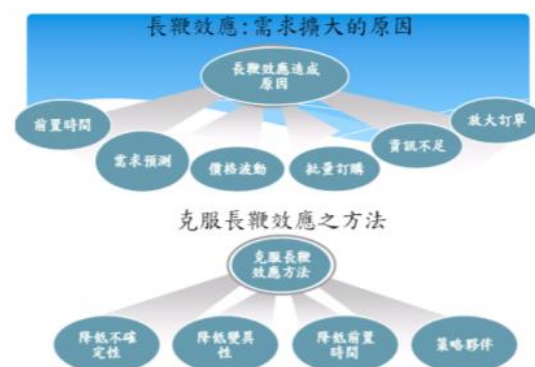 長鞭效應:需求擴大的原因
長鞭效應造成
原因
前置時間
需求預測
價格波動
批量訂購
資訊不足
放大訂單
克服長鞭效應之方法
克服長鞭
效應方法
降低不確
定性
降低變異
性
降低前置
時間
策略夥伴